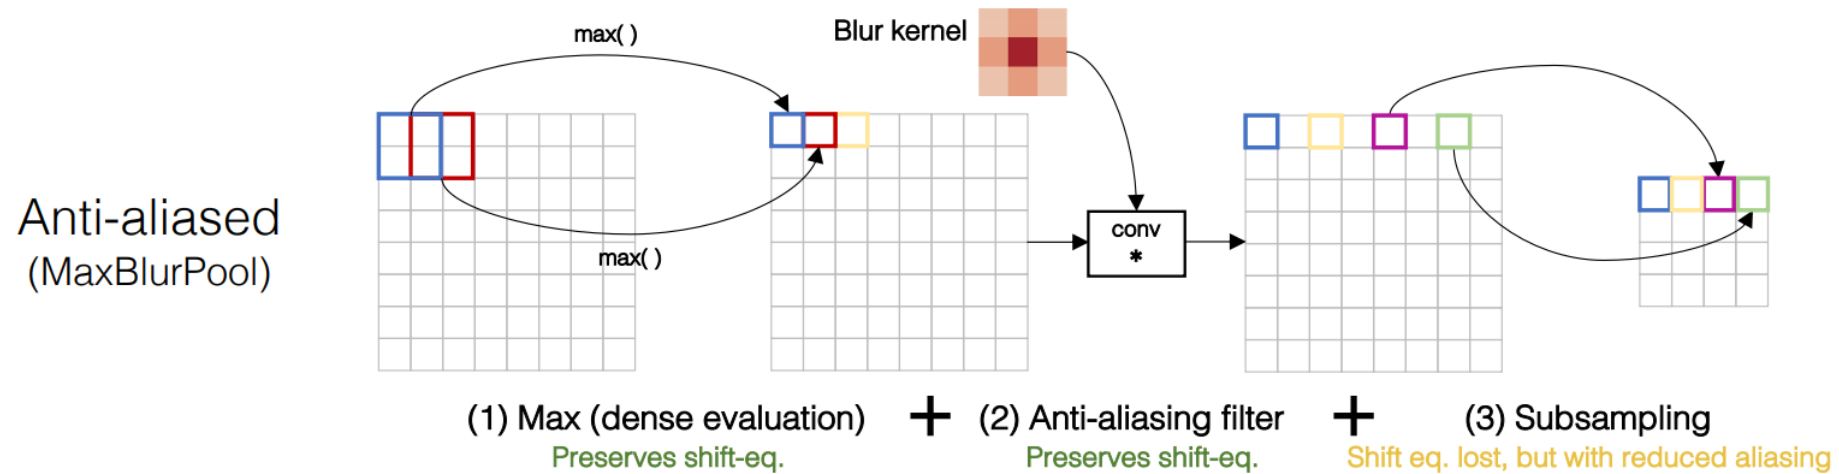 max( )
Blur kernel
Anti-aliased
(MaxBlurPool)
max( )
conv
*
(1) Max (dense evaluation) + (2) Anti-aliasing filter + (3) Subsampling
Preserves shift-eq. Preserves shift-eq. Shift eq. lost, but with reduced aliasing